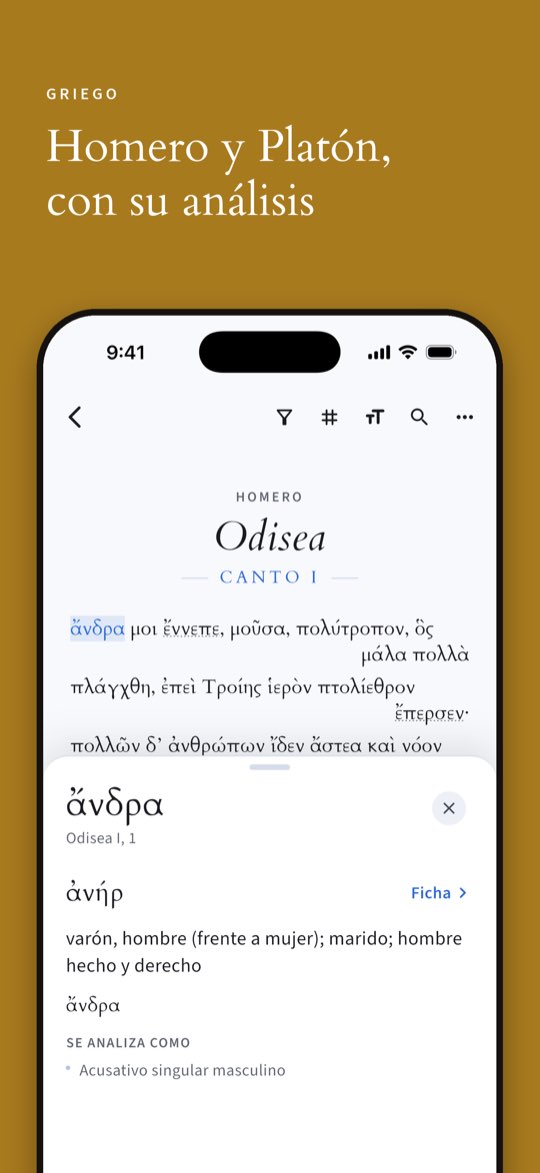 GRIEGO
Homero y Platón,
con su análisis
9:41
HOMERO
Odisea
CANTO I
ἄνδρα μοι ἔννεπε, μοῦσα, πολύτροπον, ὃς
μάλα πολλὰ
πλάγχθη, ἐπεὶ Τροίης ἱερὸν πτολίεθρον
ἔπερσεν·
πολλῶν δ’ ἀνθρώπων ἴδεν ἄστεα καὶ νόον
ἄνδρα
Odisea I, 1
ἀνήρ
Ficha
varón, hombre (frente a mujer); marido; hombre
hecho y derecho
ἄνδρα
SE ANALIZA COMO
Acusativo singular masculino